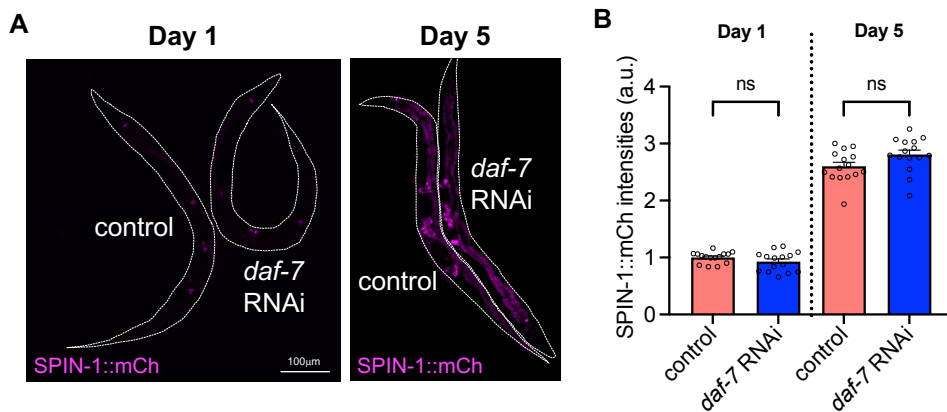 A
Day 1
Day 5
control
daf-7
RNAi
SPIN-1::mCh
100μm
daf-7
RNAi
control
SPIN-1::mCh
B
Day 1
Day 5
SPIN-1::mCh intensities (a.u.)
ns
ns
4
3
2
1
0
control
daf-7 RNAi
control
daf-7 RNAi